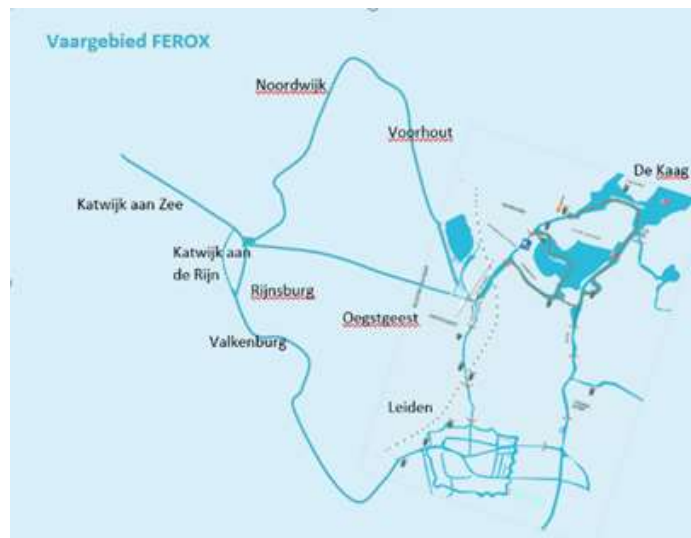 Vaargebied FEROX
Noordwijk
Voorhout
De Kaag
Katwijk aan Zee
Katwijk aan
de Rijn
Rijnsburg
Oegstgeest
Valkenburg
Leiden